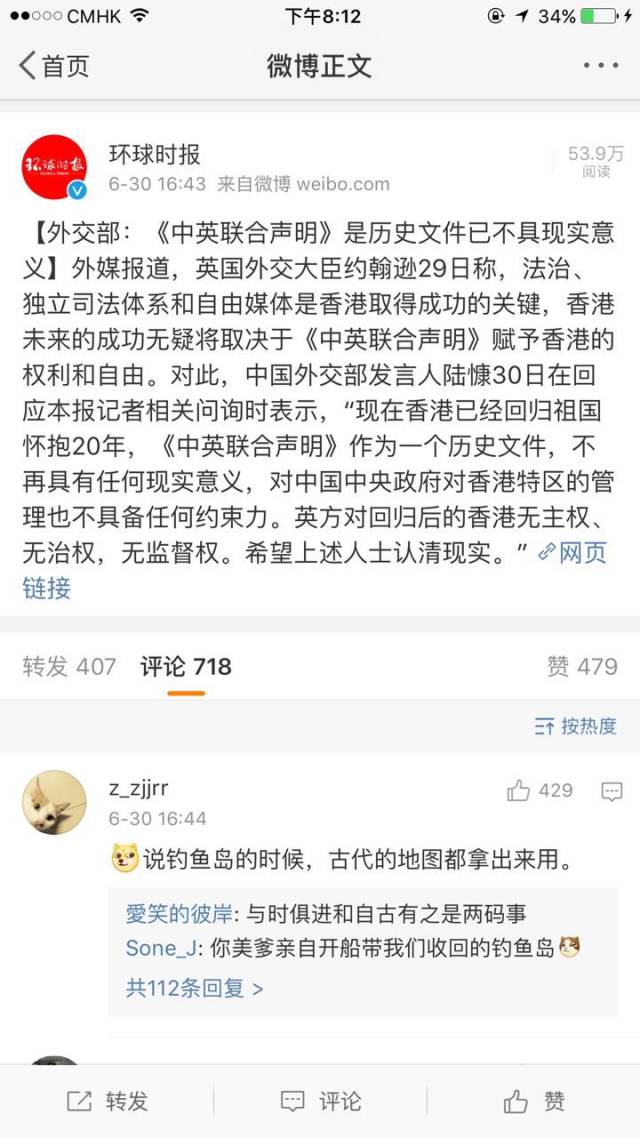 CMHK 下午8:12 34%
首页 微博正文
环球时报
环球时报
53.9万
6-30 16:43 来自微博 weibo.com
阅读
【外交部：《中英联合声明》是历史文件已不具现实意
义】外媒报道，英国外交大臣约翰逊29日称，法治、
独立司法体系和自由媒体是香港取得成功的关键，香港
未来的成功无疑将取决于《中英联合声明》赋予香港的
权利和自由。对此，中国外交部发言人陆慷30日在回
应本报记者相关问询时表示，“现在香港已经回归祖国
怀抱20年，《中英联合声明》作为一个历史文件，不
再具有任何现实意义，对中国中央政府对香港特区的管
理也不具备任何约束力。英方对回归后的香港无主权、
无治权，无监督权。希望上述人士认清现实。” 网页
链接
转发 407 评论 718 赞 479
按热度
z_zjjrr 429
6-30 16:44
说钓鱼岛的时候，古代的地图都拿出来用。
愛笑的彼岸: 与时俱进和自古有之是两码事
Sone_J: 你美爹亲自开船带我们收回的钓鱼岛
共112条回复 >
转发 评论 赞